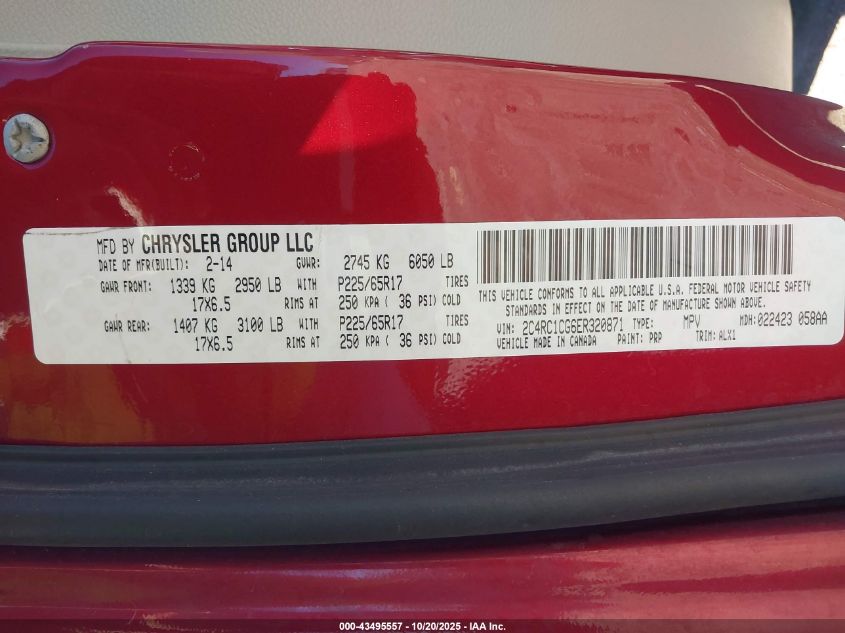 MFD BY CHRYSLER GROUP LLC
DATE OF MFR(BUILT): 2-14 GVWR: 2745 KG 6050 LB
GAWR FRONT: 1339 KG 2950 LB WITH P225/65R17 TIRES
17X6.5 RIMS AT 250 KPA ( 36 PSI) COLD
GAWR REAR: 1407 KG 3100 LB WITH P225/65R17 TIRES
17X6.5 RIMS AT 250 KPA ( 36 PSI) COLD
THIS VEHICLE CONFORMS TO ALL APPLICABLE U.S.A. FEDERAL MOTOR VEHICLE SAFETY
STANDARDS IN EFFECT ON THE DATE OF MANUFACTURE SHOWN ABOVE.
VIN: 2C4RC1CG6ER320871 TYPE: MPV MDH:022423 058AA
VEHICLE MADE IN CANADA PAINT: PRP TRIM: ALX1
000-43495557 - 10/20/2025 - IAA Inc.